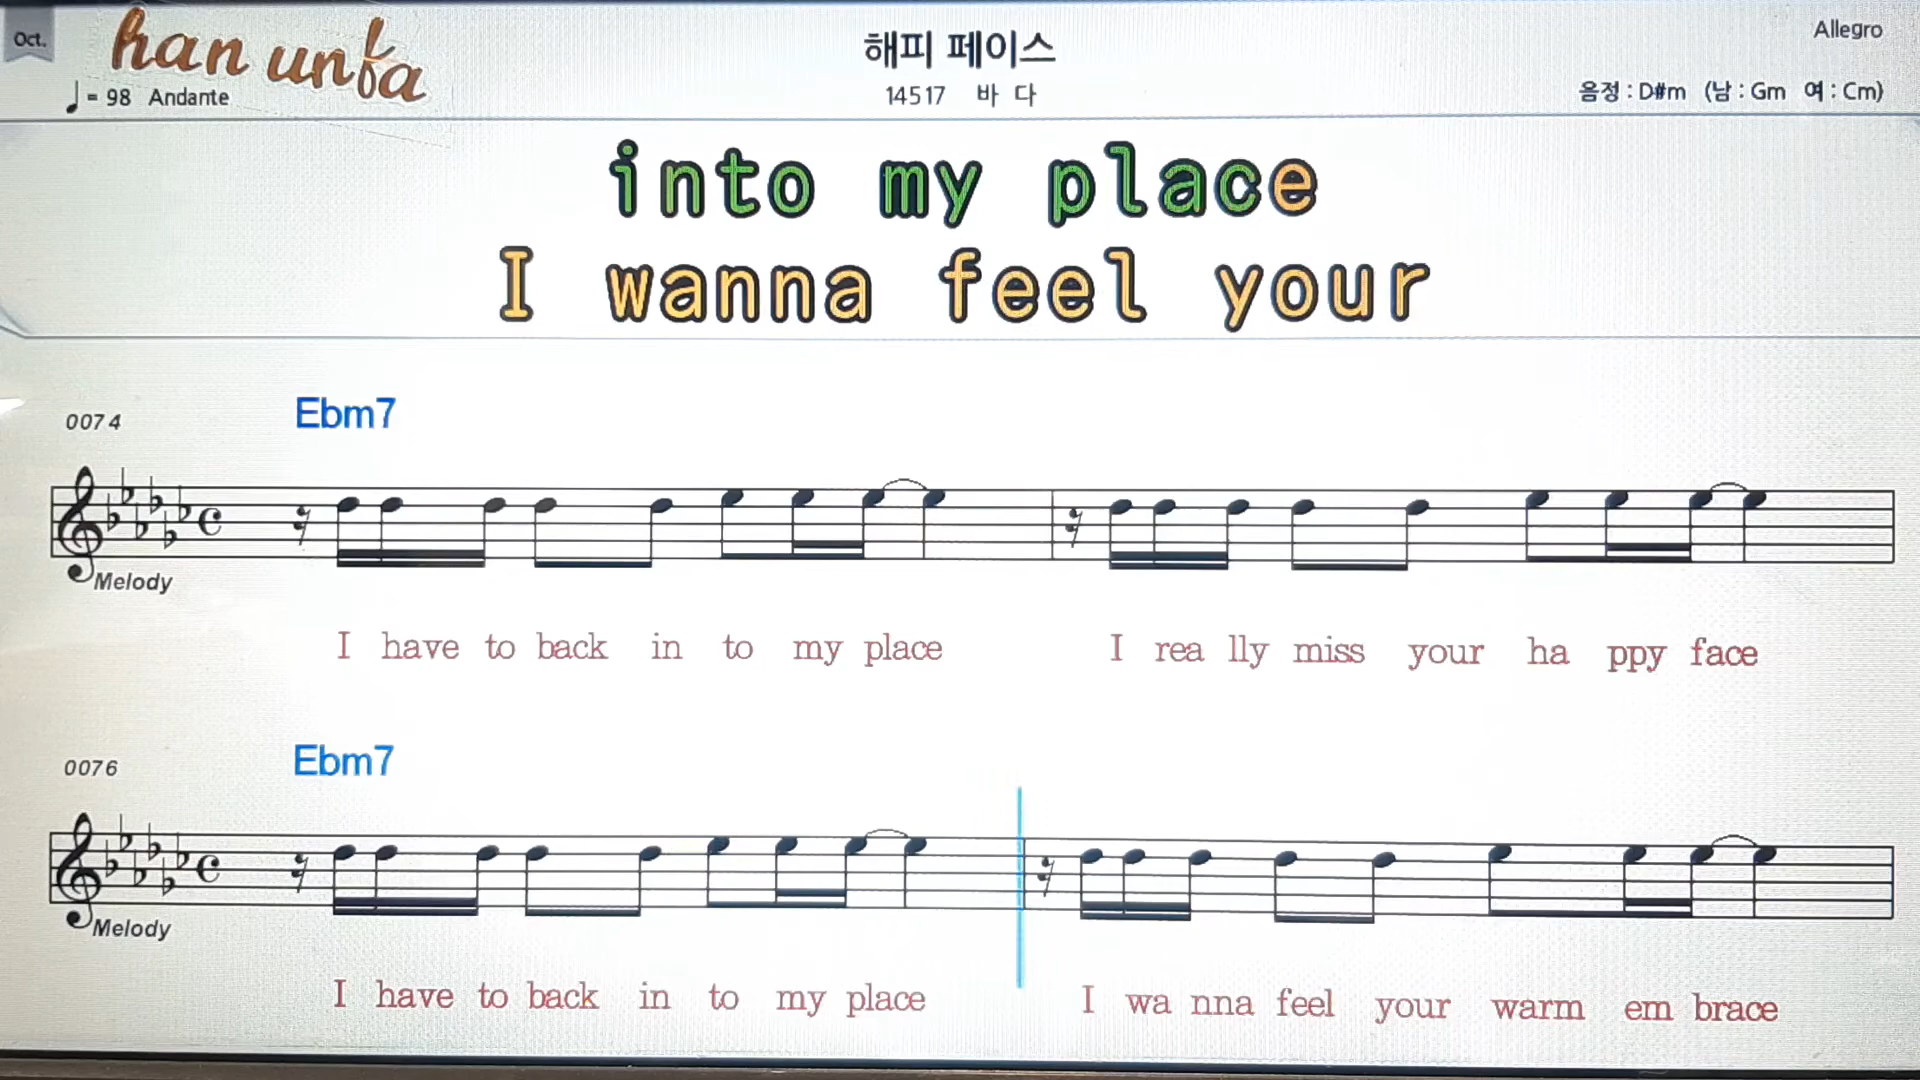 Oct.
han unfa
해피 페이스
Allegro
= 98 Andante
14517 바 다
음정 : D#m (남 : Gm 여 : Cm)
into my place
I wanna feel your
0074
Ebm7
Melody
I have to back in to my place I rea lly miss your ha ppy face
0076
Ebm7
Melody
I have to back in to my place I wa nna feel your warm em brace